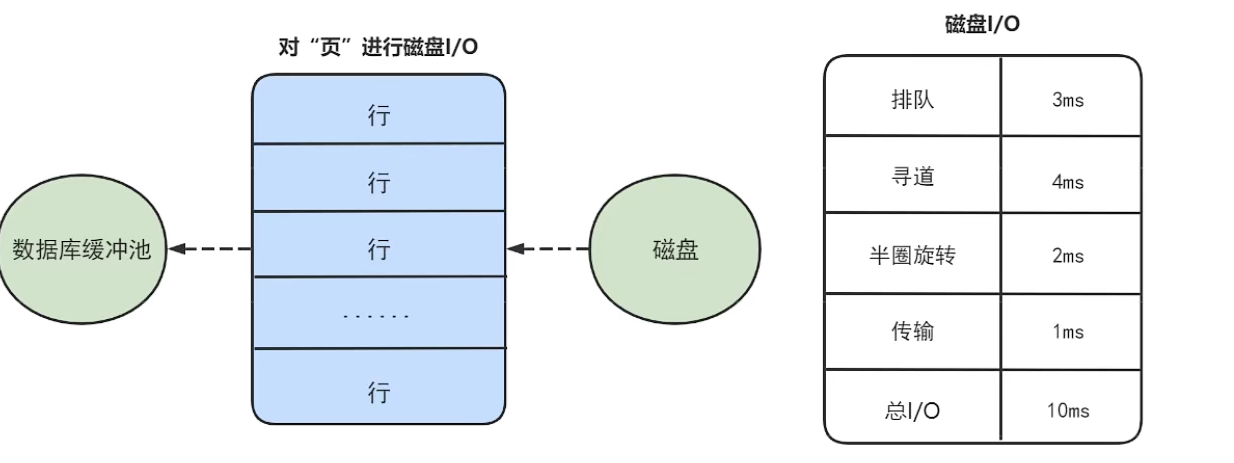 对“页”进行磁盘I/O
行
行
行
......
行
数据库缓冲池
磁盘
磁盘I/O
排队 3ms
寻道 4ms
半圈旋转 2ms
传输 1ms
总I/O 10ms